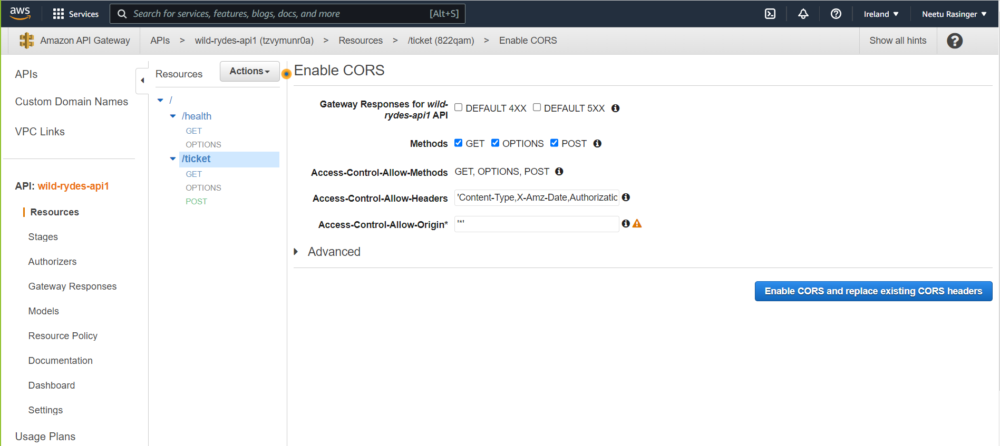 aws
Services
Search for services, features, blogs, docs, and more
[Alt+S]
Ireland
Neetu Rasinger
Amazon API Gateway
APIs > wild-rydes-api1 (tzvymunr0a) > Resources > /ticket (822qam) > Enable CORS
Show all hints
APIs
Custom Domain Names
VPC Links
API: wild-rydes-api1
Resources
Stages
Authorizers
Gateway Responses
Models
Resource Policy
Documentation
Dashboard
Settings
Usage Plans
Resources
Actions
/
/health
GET
OPTIONS
/ticket
GET
OPTIONS
POST
Enable CORS
Gateway Responses for wild-
rydes-api1 API
DEFAULT 4XX DEFAULT 5XX
Methods GET OPTIONS POST
Access-Control-Allow-Methods GET, OPTIONS, POST
Access-Control-Allow-Headers 'Content-Type,X-Amz-Date,Authorizatic
Access-Control-Allow-Origin* '*'
Advanced
Enable CORS and replace existing CORS headers